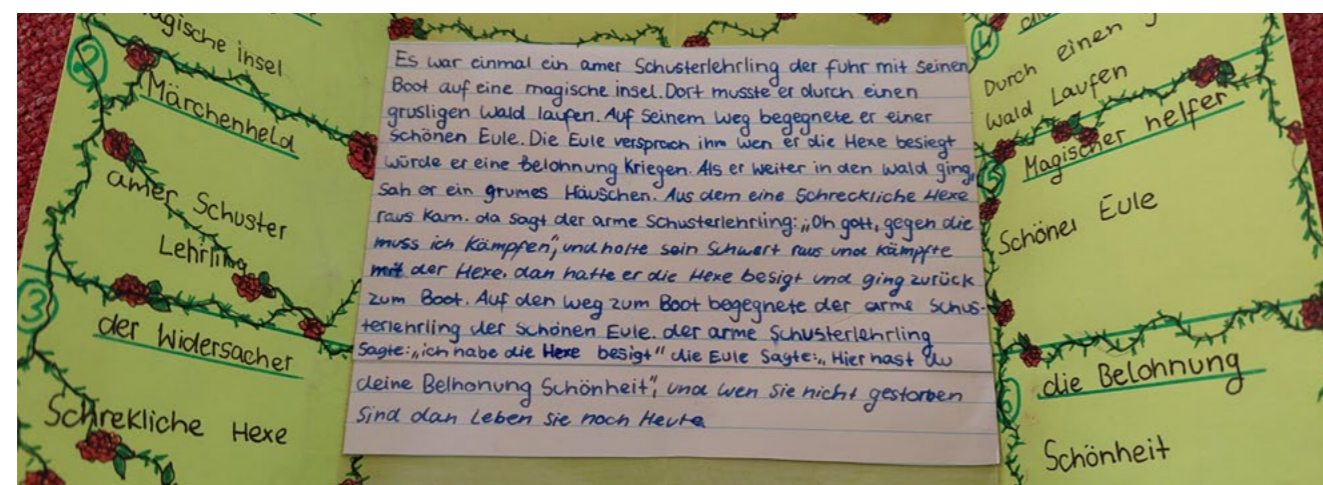 magische insel
2
Märchenheld
amer Schuster
Lehrling
3
der Widersacher
Schrekliche Hexe
Es war einmal ein amer Schusterlehrling der fuhr mit Seinen
Boot auf eine magische insel. Dort musste er durch einen
grusligen Wald laufen. Auf Seinem Weg begegnete er einer
Schönen Eule. Die Eule versprach ihm wen er die Hexe besiegt
würde er eine Belohnung Kriegen. Als er weiter in den Wald ging,
Sah er ein grumes Häuschen. Aus dem eine Schreckliche Hexe
raus Kam. da sagt der arme Schusterlehrling: „Oh gott, gegen die
muss ich Kämpfen“, und holte sein Schwert raus und Kämpfte
mit der Hexe. dan hatte er die Hexe besigt und ging zurück
zum Boot. Auf den Weg zum Boot begegnete der arme Schus-
terlehrling der Schönen Eule. der arme Schusterlehrling
Sagte: „ich habe die Hexe besigt“ die Eule Sagte: „Hier hast du
deine Belhonung Schönheit“, und wen Sie nicht gestorben
Sind dan Leben Sie noch Heute
4
Durch einen
Wald Laufen
5
Magischer helfer
Schöner Eule
6
die Belohnung
Schönheit